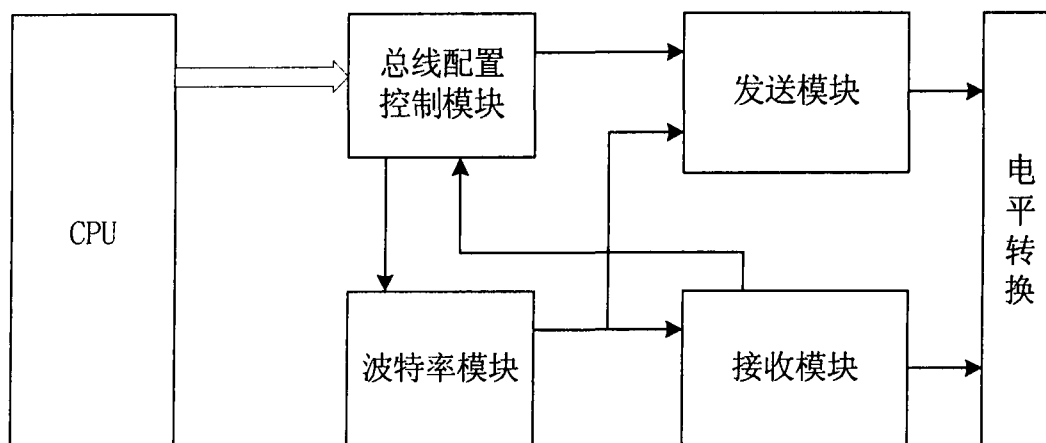 CPU
总线配置
控制模块
发送模块
波特率模块
接收模块
电平转换